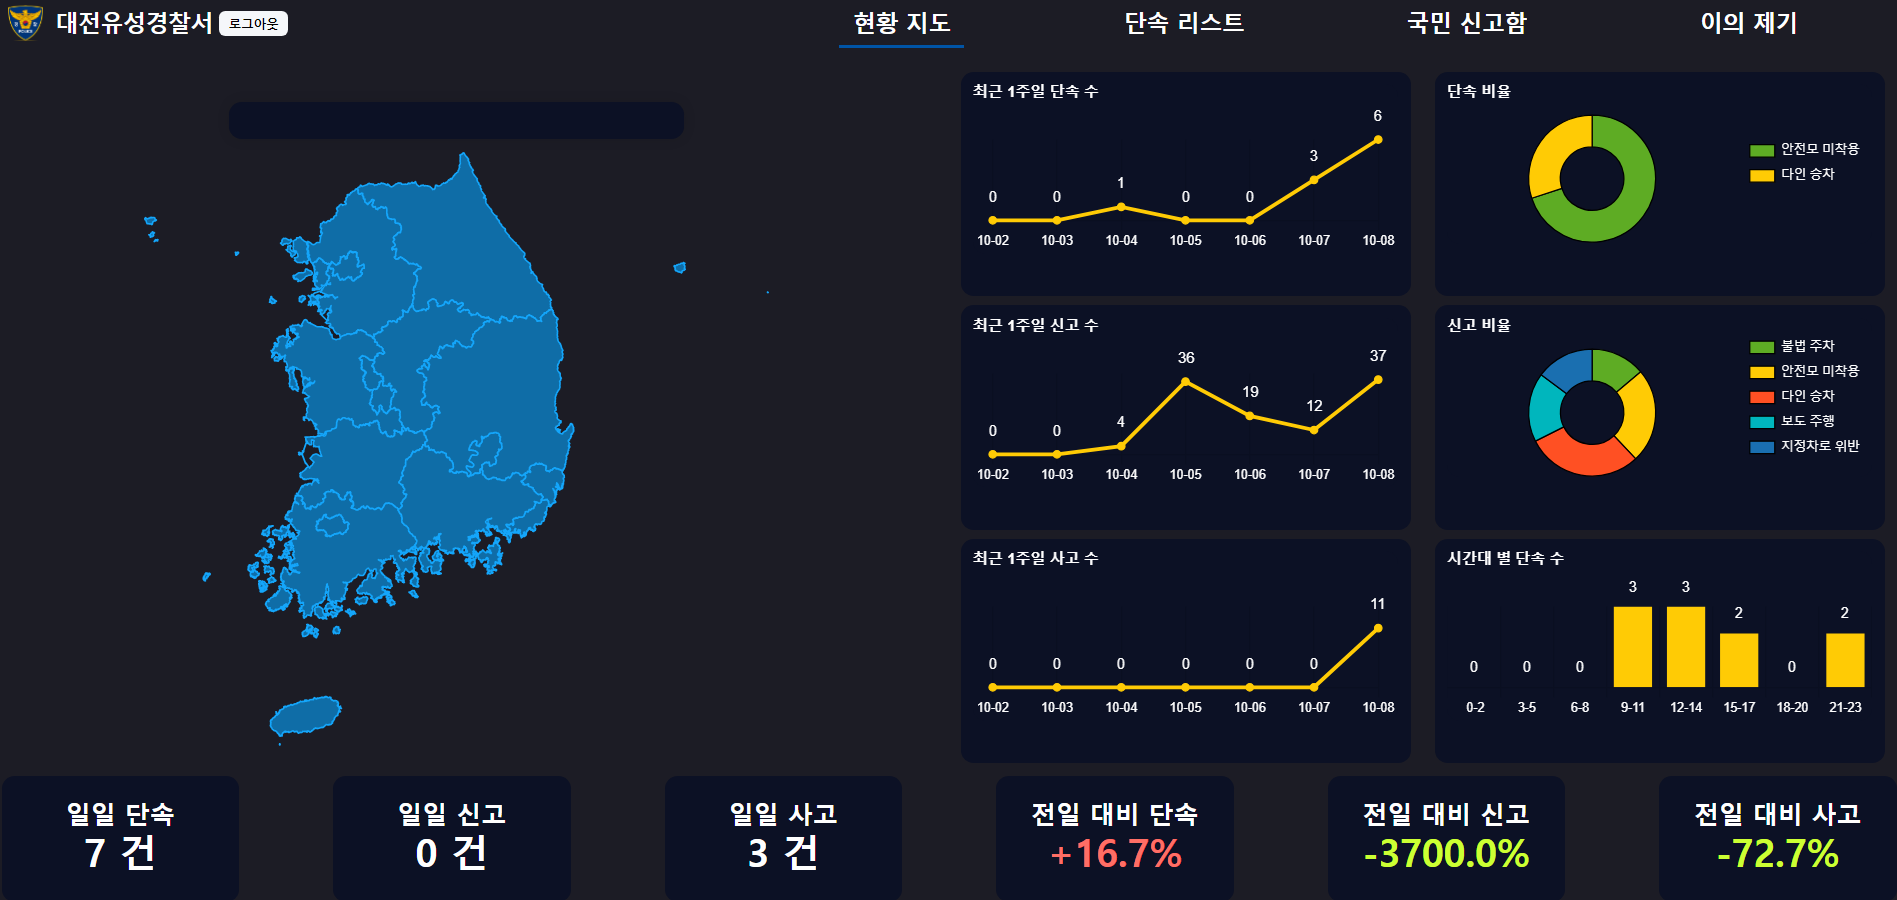 대전유성경찰서
로그아웃
현황 지도
단속 리스트
국민 신고함
이의 제기
최근 1주일 단속 수
0 0 1 0 0 3 6
10-02 10-03 10-04 10-05 10-06 10-07 10-08
단속 비율
안전모 미착용
다인 승차
최근 1주일 신고 수
0 0 4 36 19 12 37
10-02 10-03 10-04 10-05 10-06 10-07 10-08
신고 비율
불법 주차
안전모 미착용
다인 승차
보도 주행
지정차로 위반
최근 1주일 사고 수
0 0 0 0 0 0 11
10-02 10-03 10-04 10-05 10-06 10-07 10-08
시간대 별 단속 수
0 0 0 3 3 2 0 2
0-2 3-5 6-8 9-11 12-14 15-17 18-20 21-23
일일 단속
7 건
일일 신고
0 건
일일 사고
3 건
전일 대비 단속
+16.7%
전일 대비 신고
-3700.0%
전일 대비 사고
-72.7%